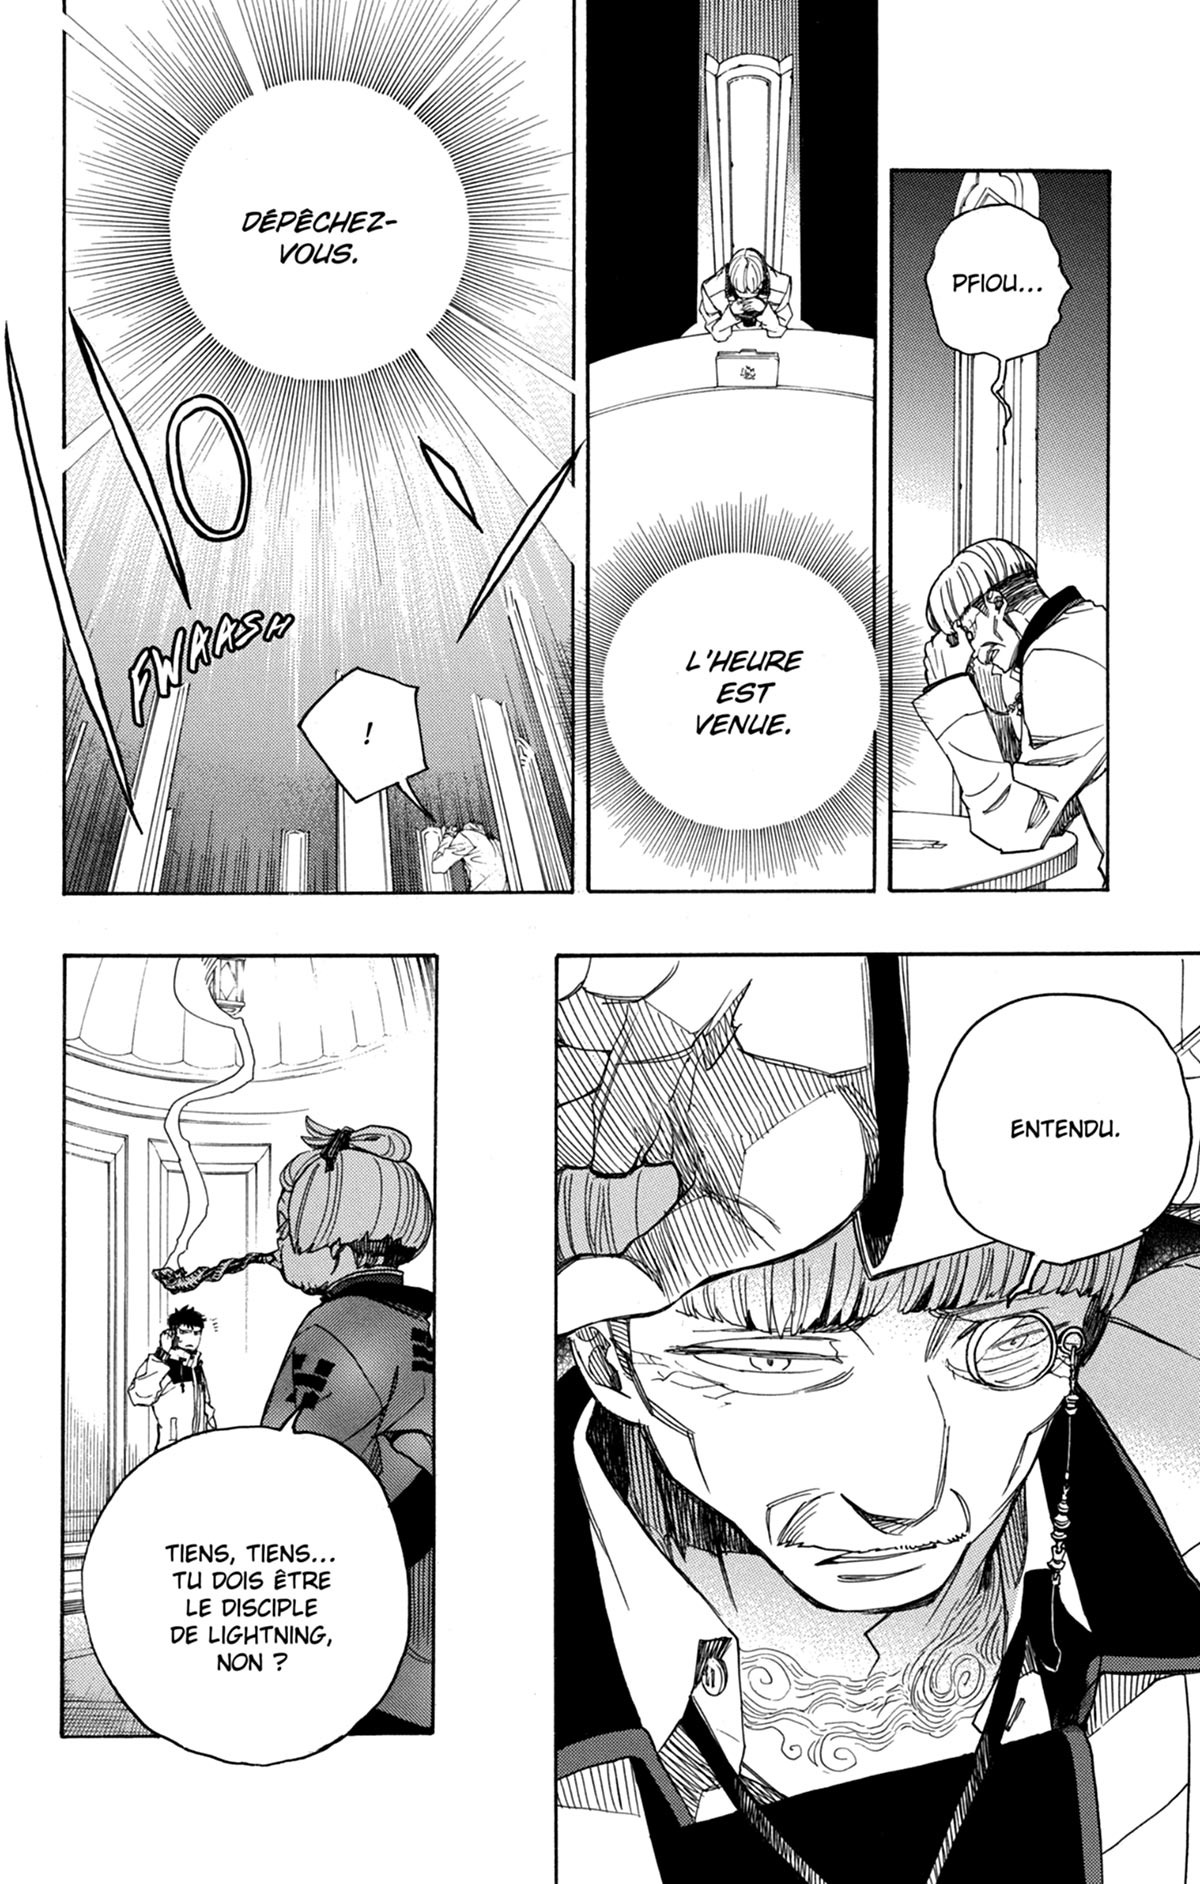 PFIOU...
L'HEURE
EST
VENUE.
DÉPÊCHEZ-
VOUS.
FWAASH
!
ENTENDU.
TIENS, TIENS...
TU DOIS ÊTRE
LE DISCIPLE
DE LIGHTNING,
NON ?